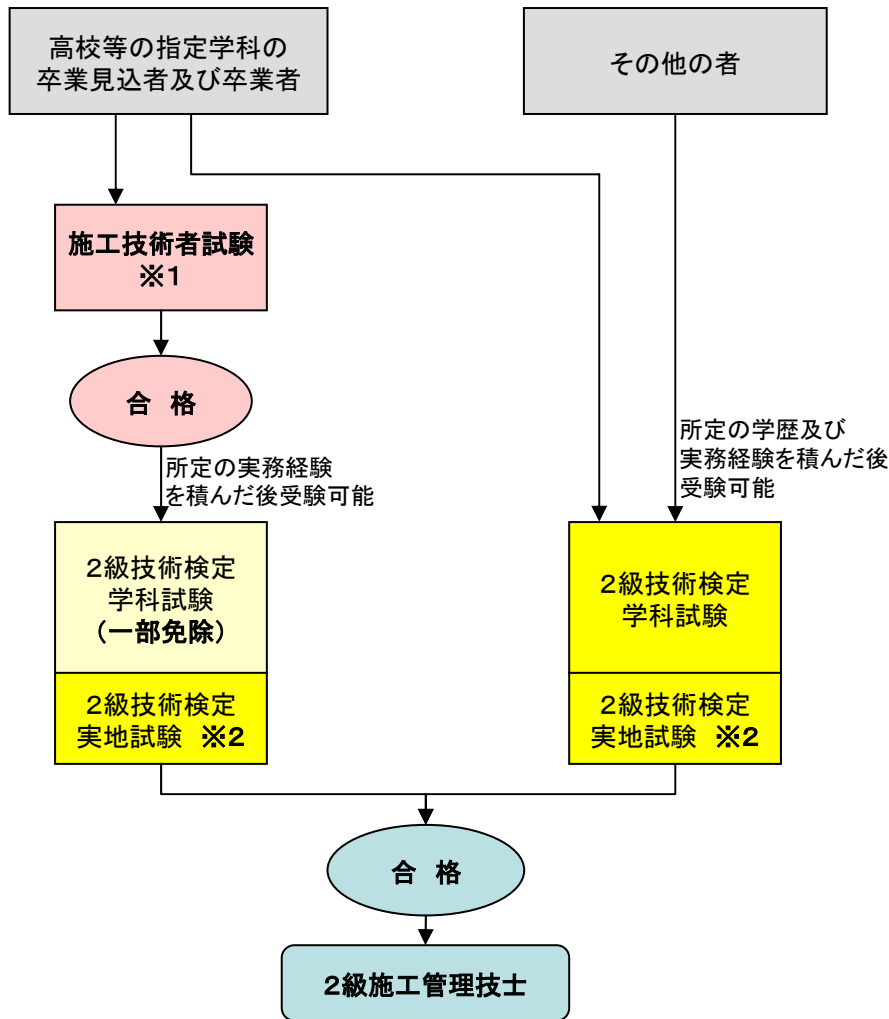 高校等の指定学科の
卒業見込者及び卒業者
その他の者
施工技術者試験
※1
合 格
所定の実務経験
を積んだ後受験可能
所定の学歴及び
実務経験を積んだ後
受験可能
2級技術検定
学科試験
(一部免除)
2級技術検定
実地試験 ※2
2級技術検定
学科試験
2級技術検定
実地試験 ※2
合 格
2級施工管理技士